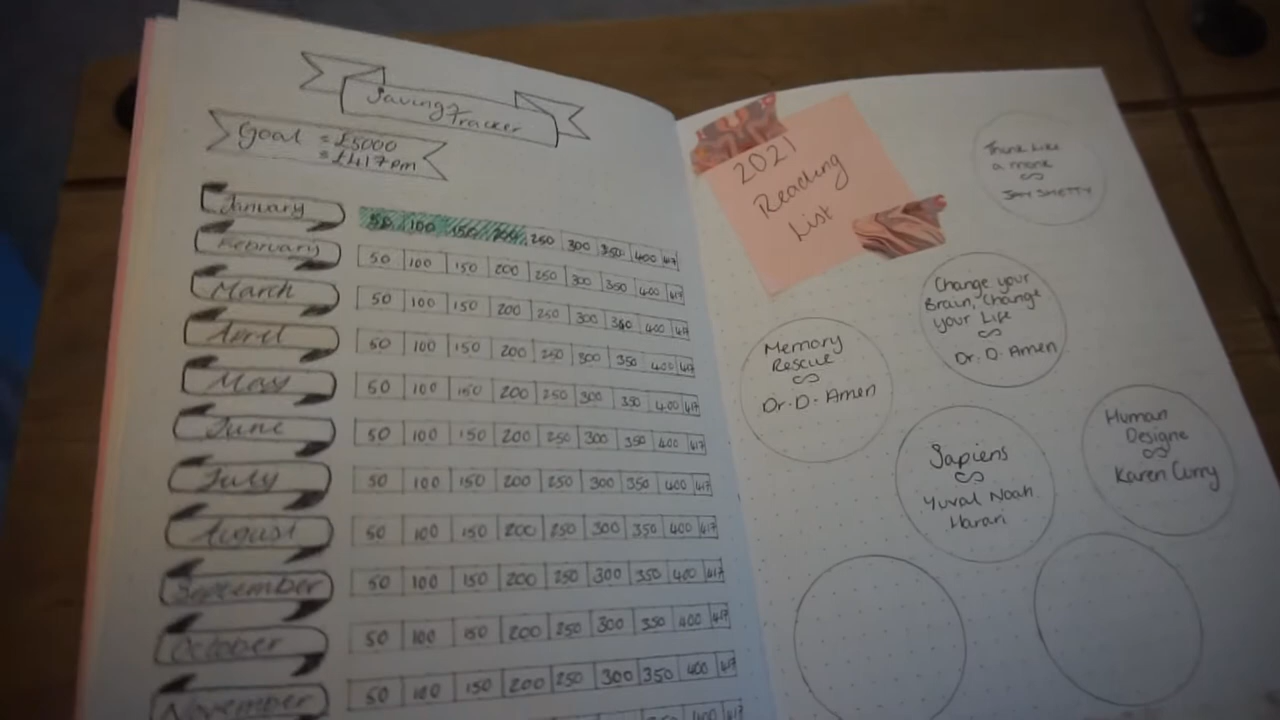 Savings
Tracker
Goal = £5000
= £417pm
January
50 100 150 200 250 300 350 400 417
February
50 100 150 200 250 300 350 400 417
March
50 100 150 200 250 300 350 400 417
April
50 100 150 200 250 300 350 400 417
May
50 100 150 200 250 300 350 400 417
June
50 100 150 200 250 300 350 400 417
July
50 100 150 200 250 300 350 400 417
August
50 100 150 200 250 300 350 400 417
September
50 100 150 200 250 300 350 400 417
October
50 100 150 200 250 300 350 400 417
November
50 100 150 200 250 300 350 400 417
400 417
2021
Reading
List
Think Like
a monk
JAY SHETTY
Change your
Brain, Change
your Life
Dr. D. Amen
Memory
Rescue
Dr. D. Amen
Sapiens
Yuval Noah
Harari
Human
Designe
Karen Curry